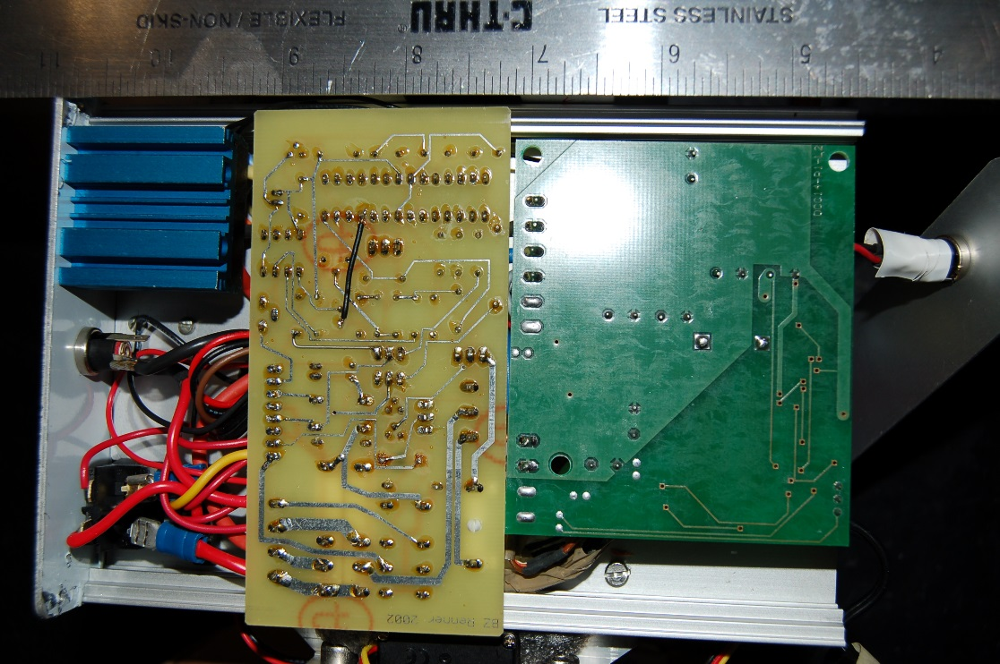 STAINLESS STEEL C-THRU® FLEXIBLE / NON-SKID
4 5 6 7 8 9 10 11
BZ Renner 2002